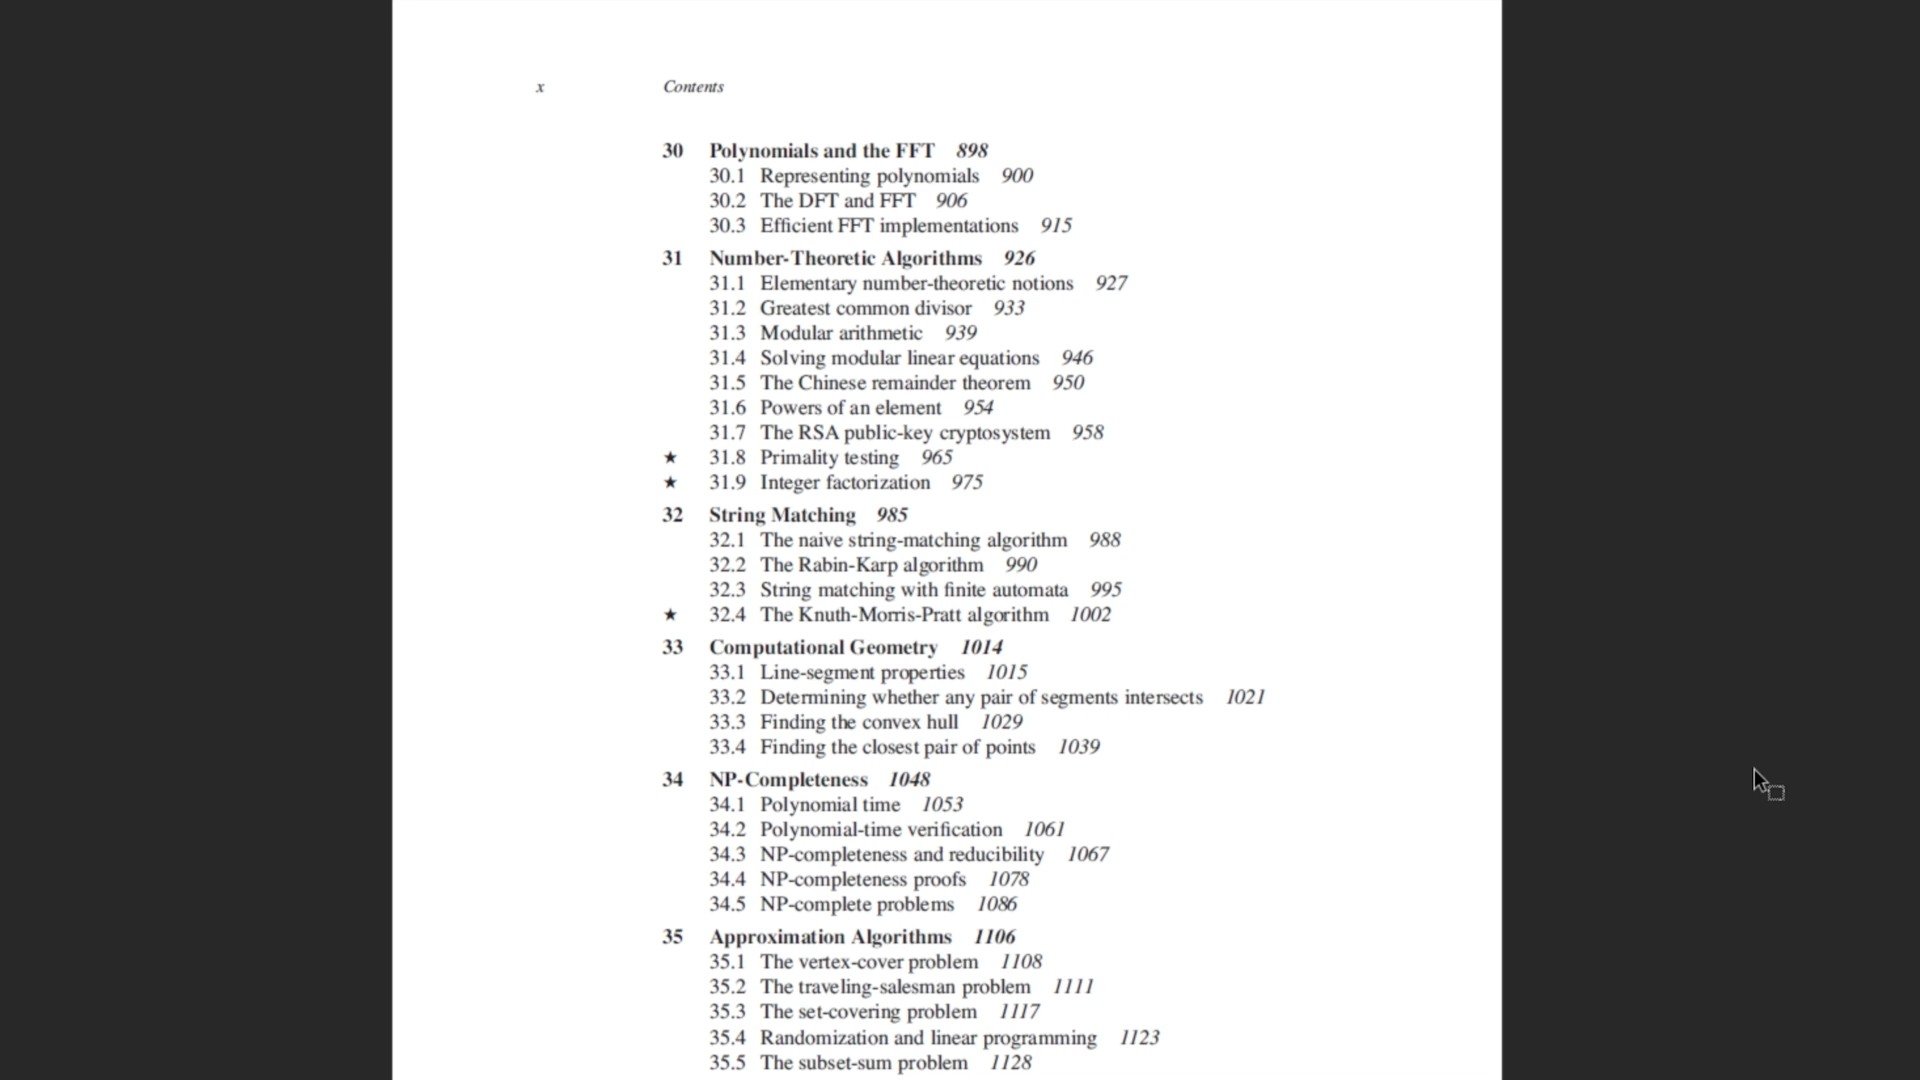 x Contents
30 Polynomials and the FFT 898
30.1 Representing polynomials 900
30.2 The DFT and FFT 906
30.3 Efficient FFT implementations 915
31 Number-Theoretic Algorithms 926
31.1 Elementary number-theoretic notions 927
31.2 Greatest common divisor 933
31.3 Modular arithmetic 939
31.4 Solving modular linear equations 946
31.5 The Chinese remainder theorem 950
31.6 Powers of an element 954
31.7 The RSA public-key cryptosystem 958
★ 31.8 Primality testing 965
★ 31.9 Integer factorization 975
32 String Matching 985
32.1 The naive string-matching algorithm 988
32.2 The Rabin-Karp algorithm 990
32.3 String matching with finite automata 995
★ 32.4 The Knuth-Morris-Pratt algorithm 1002
33 Computational Geometry 1014
33.1 Line-segment properties 1015
33.2 Determining whether any pair of segments intersects 1021
33.3 Finding the convex hull 1029
33.4 Finding the closest pair of points 1039
34 NP-Completeness 1048
34.1 Polynomial time 1053
34.2 Polynomial-time verification 1061
34.3 NP-completeness and reducibility 1067
34.4 NP-completeness proofs 1078
34.5 NP-complete problems 1086
35 Approximation Algorithms 1106
35.1 The vertex-cover problem 1108
35.2 The traveling-salesman problem 1111
35.3 The set-covering problem 1117
35.4 Randomization and linear programming 1123
35.5 The subset-sum problem 1128